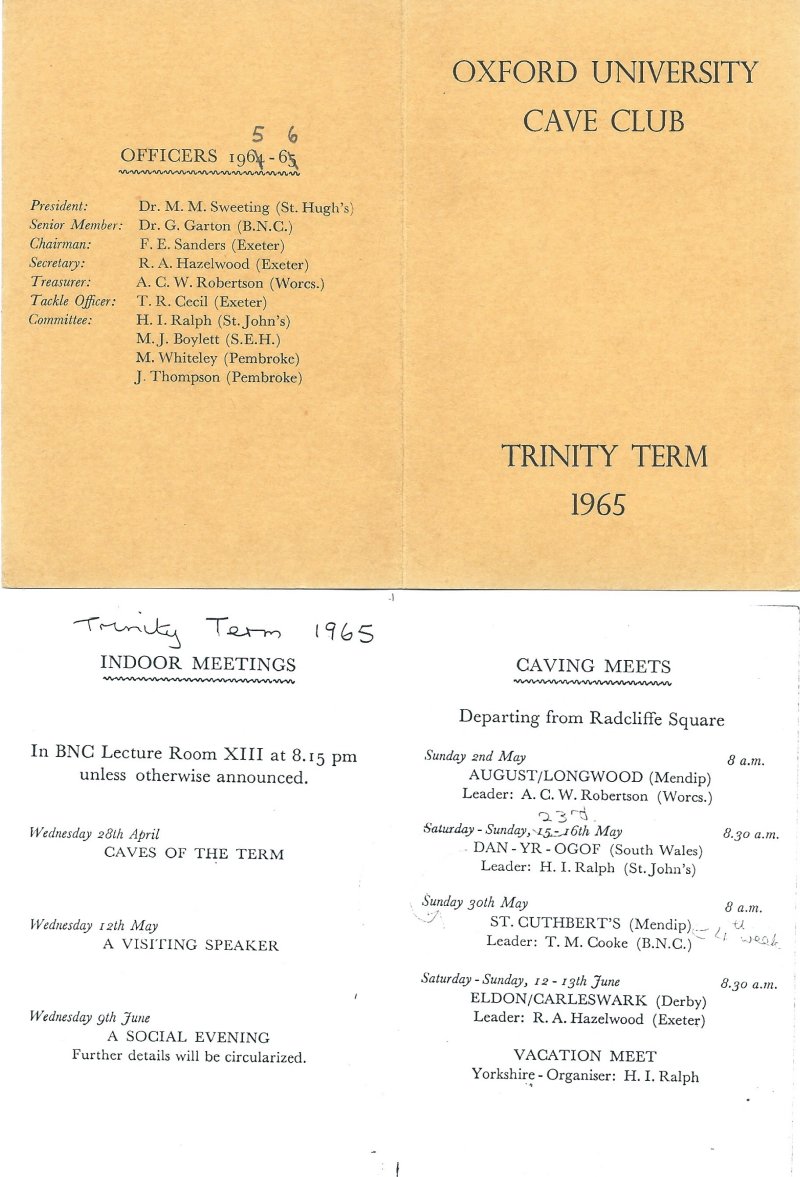 5 6
OFFICERS 1964-65
President: Dr. M. M. Sweeting (St. Hugh's)
Senior Member: Dr. G. Garton (B.N.C.)
Chairman: F. E. Sanders (Exeter)
Secretary: R. A. Hazelwood (Exeter)
Treasurer: A. C. W. Robertson (Worcs.)
Tackle Officer: T. R. Cecil (Exeter)
Committee: H. I. Ralph (St. John's)
M. J. Boylett (S.E.H.)
M. Whiteley (Pembroke)
J. Thompson (Pembroke)
OXFORD UNIVERSITY
CAVE CLUB
TRINITY TERM
1965
Trinity Term 1965
INDOOR MEETINGS
In BNC Lecture Room XIII at 8.15 pm
unless otherwise announced.
Wednesday 28th April
CAVES OF THE TERM
Wednesday 12th May
A VISITING SPEAKER
Wednesday 9th June
A SOCIAL EVENING
Further details will be circularized.
CAVING MEETS
Departing from Radcliffe Square
Sunday 2nd May 8 a.m.
AUGUST/LONGWOOD (Mendip)
Leader: A. C. W. Robertson (Worcs.)
23rd
Saturday - Sunday, 15 - 16th May 8.30 a.m.
DAN - YR - OGOF (South Wales)
Leader: H. I. Ralph (St. John's)
Sunday 30th May 8 a.m.
ST. CUTHBERT'S (Mendip)
Leader: T. M. Cooke (B.N.C.) week
Saturday - Sunday, 12 - 13th June 8.30 a.m.
ELDON/CARLESWARK (Derby)
Leader: R. A. Hazelwood (Exeter)
VACATION MEET
Yorkshire - Organiser: H. I. Ralph